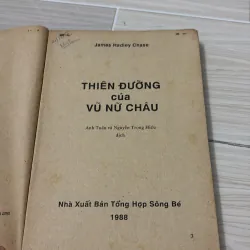 James Hadley Chase
THIÊN ĐƯỜNG
của
VŨ NỮ CHÂU
Anh Tuấn và Nguyễn Trung Hiếu
dịch
Nhà Xuất Bản Tổng Hợp Sông Bé
1988
3